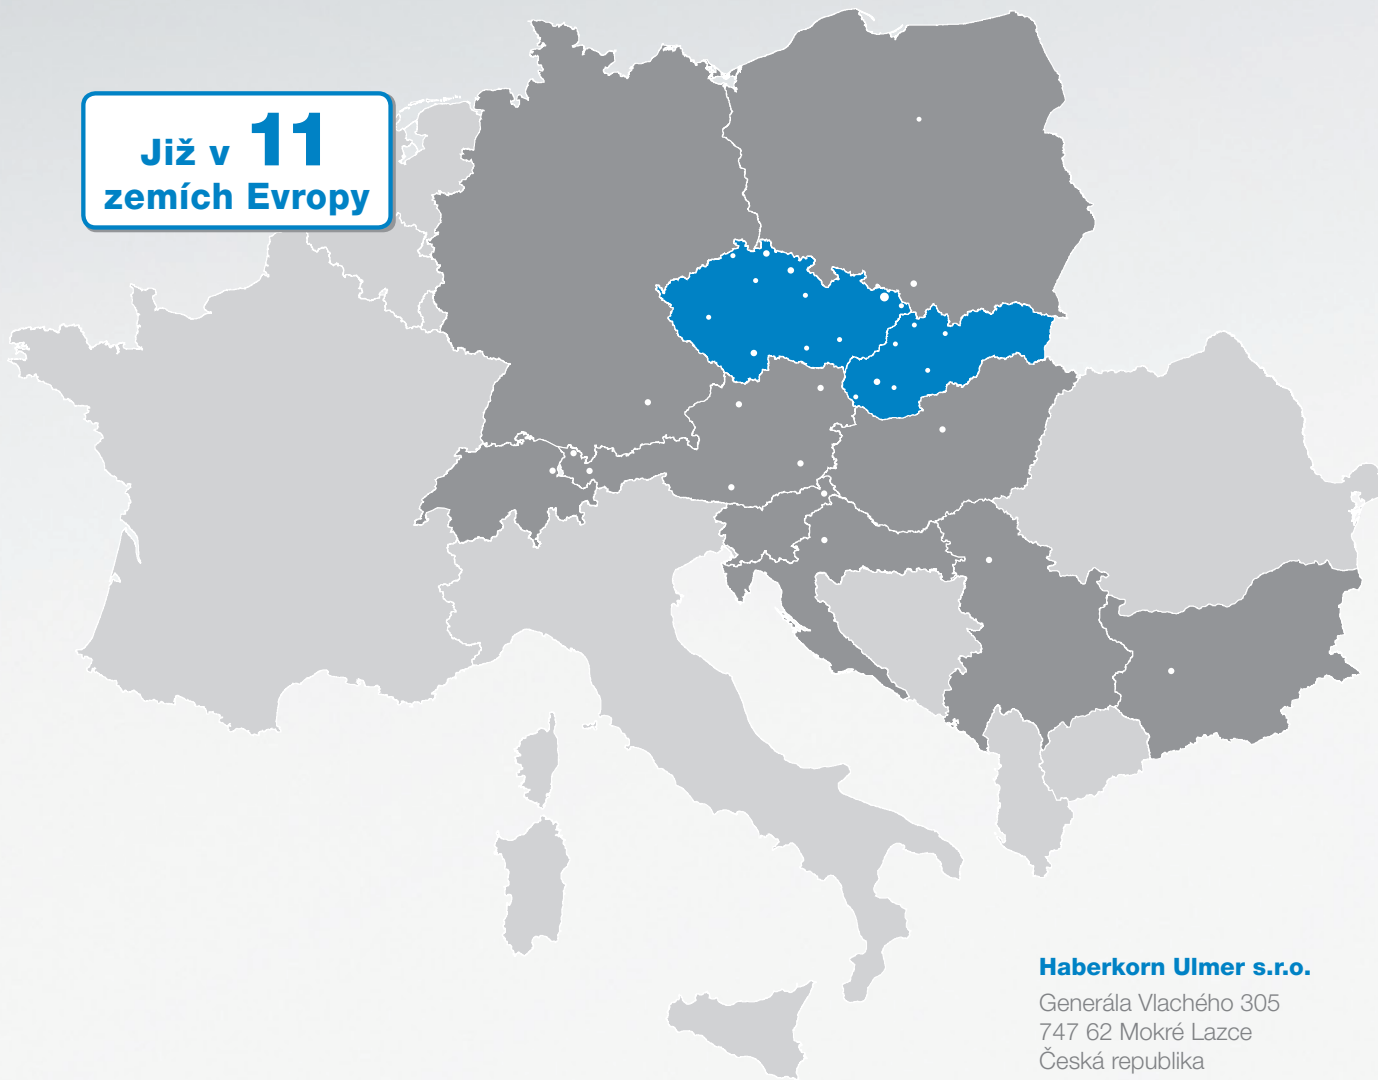 Již v 11
zemích Evropy
Haberkorn Ulmer s.r.o.
Generála Vlachého 305
747 62 Mokré Lazce
Česká republika